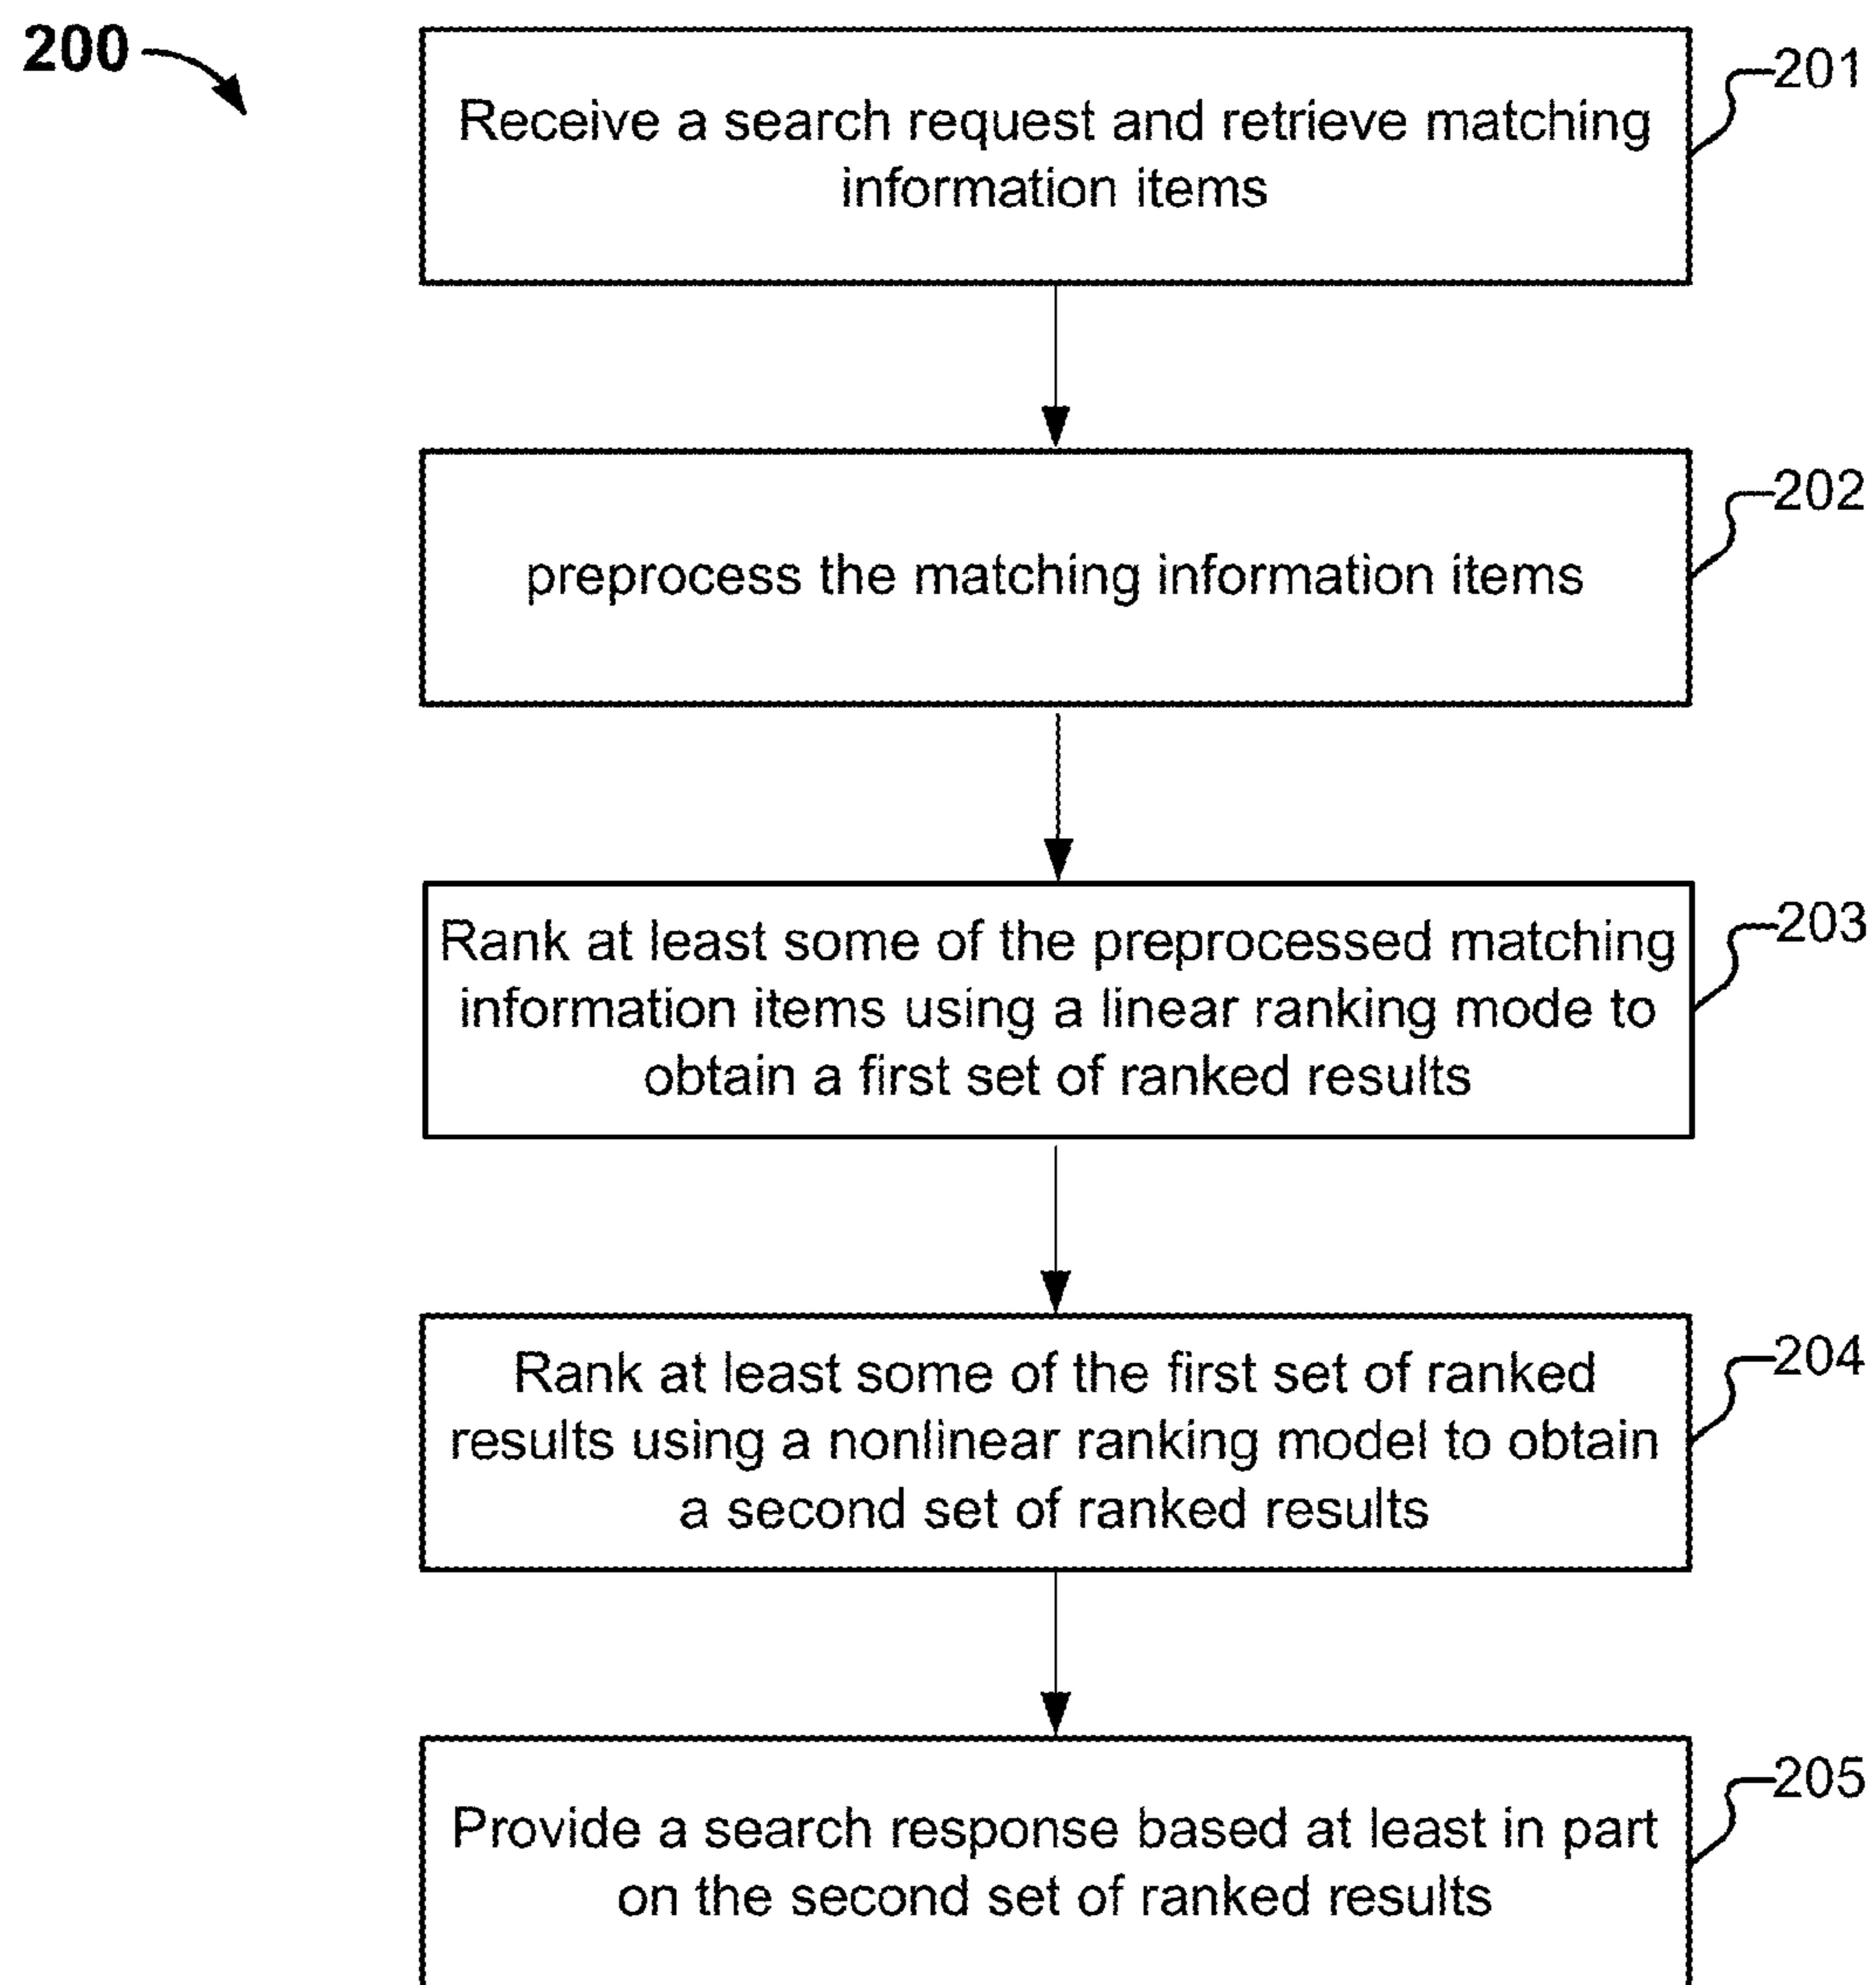 200
Receive a search request and retrieve matching
information items
201
preprocess the matching information items
202
Rank at least some of the preprocessed matching
information items using a linear ranking mode to
obtain a first set of ranked results
203
Rank at least some of the first set of ranked
results using a nonlinear ranking model to obtain
a second set of ranked results
204
Provide a search response based at least in part
on the second set of ranked results
205